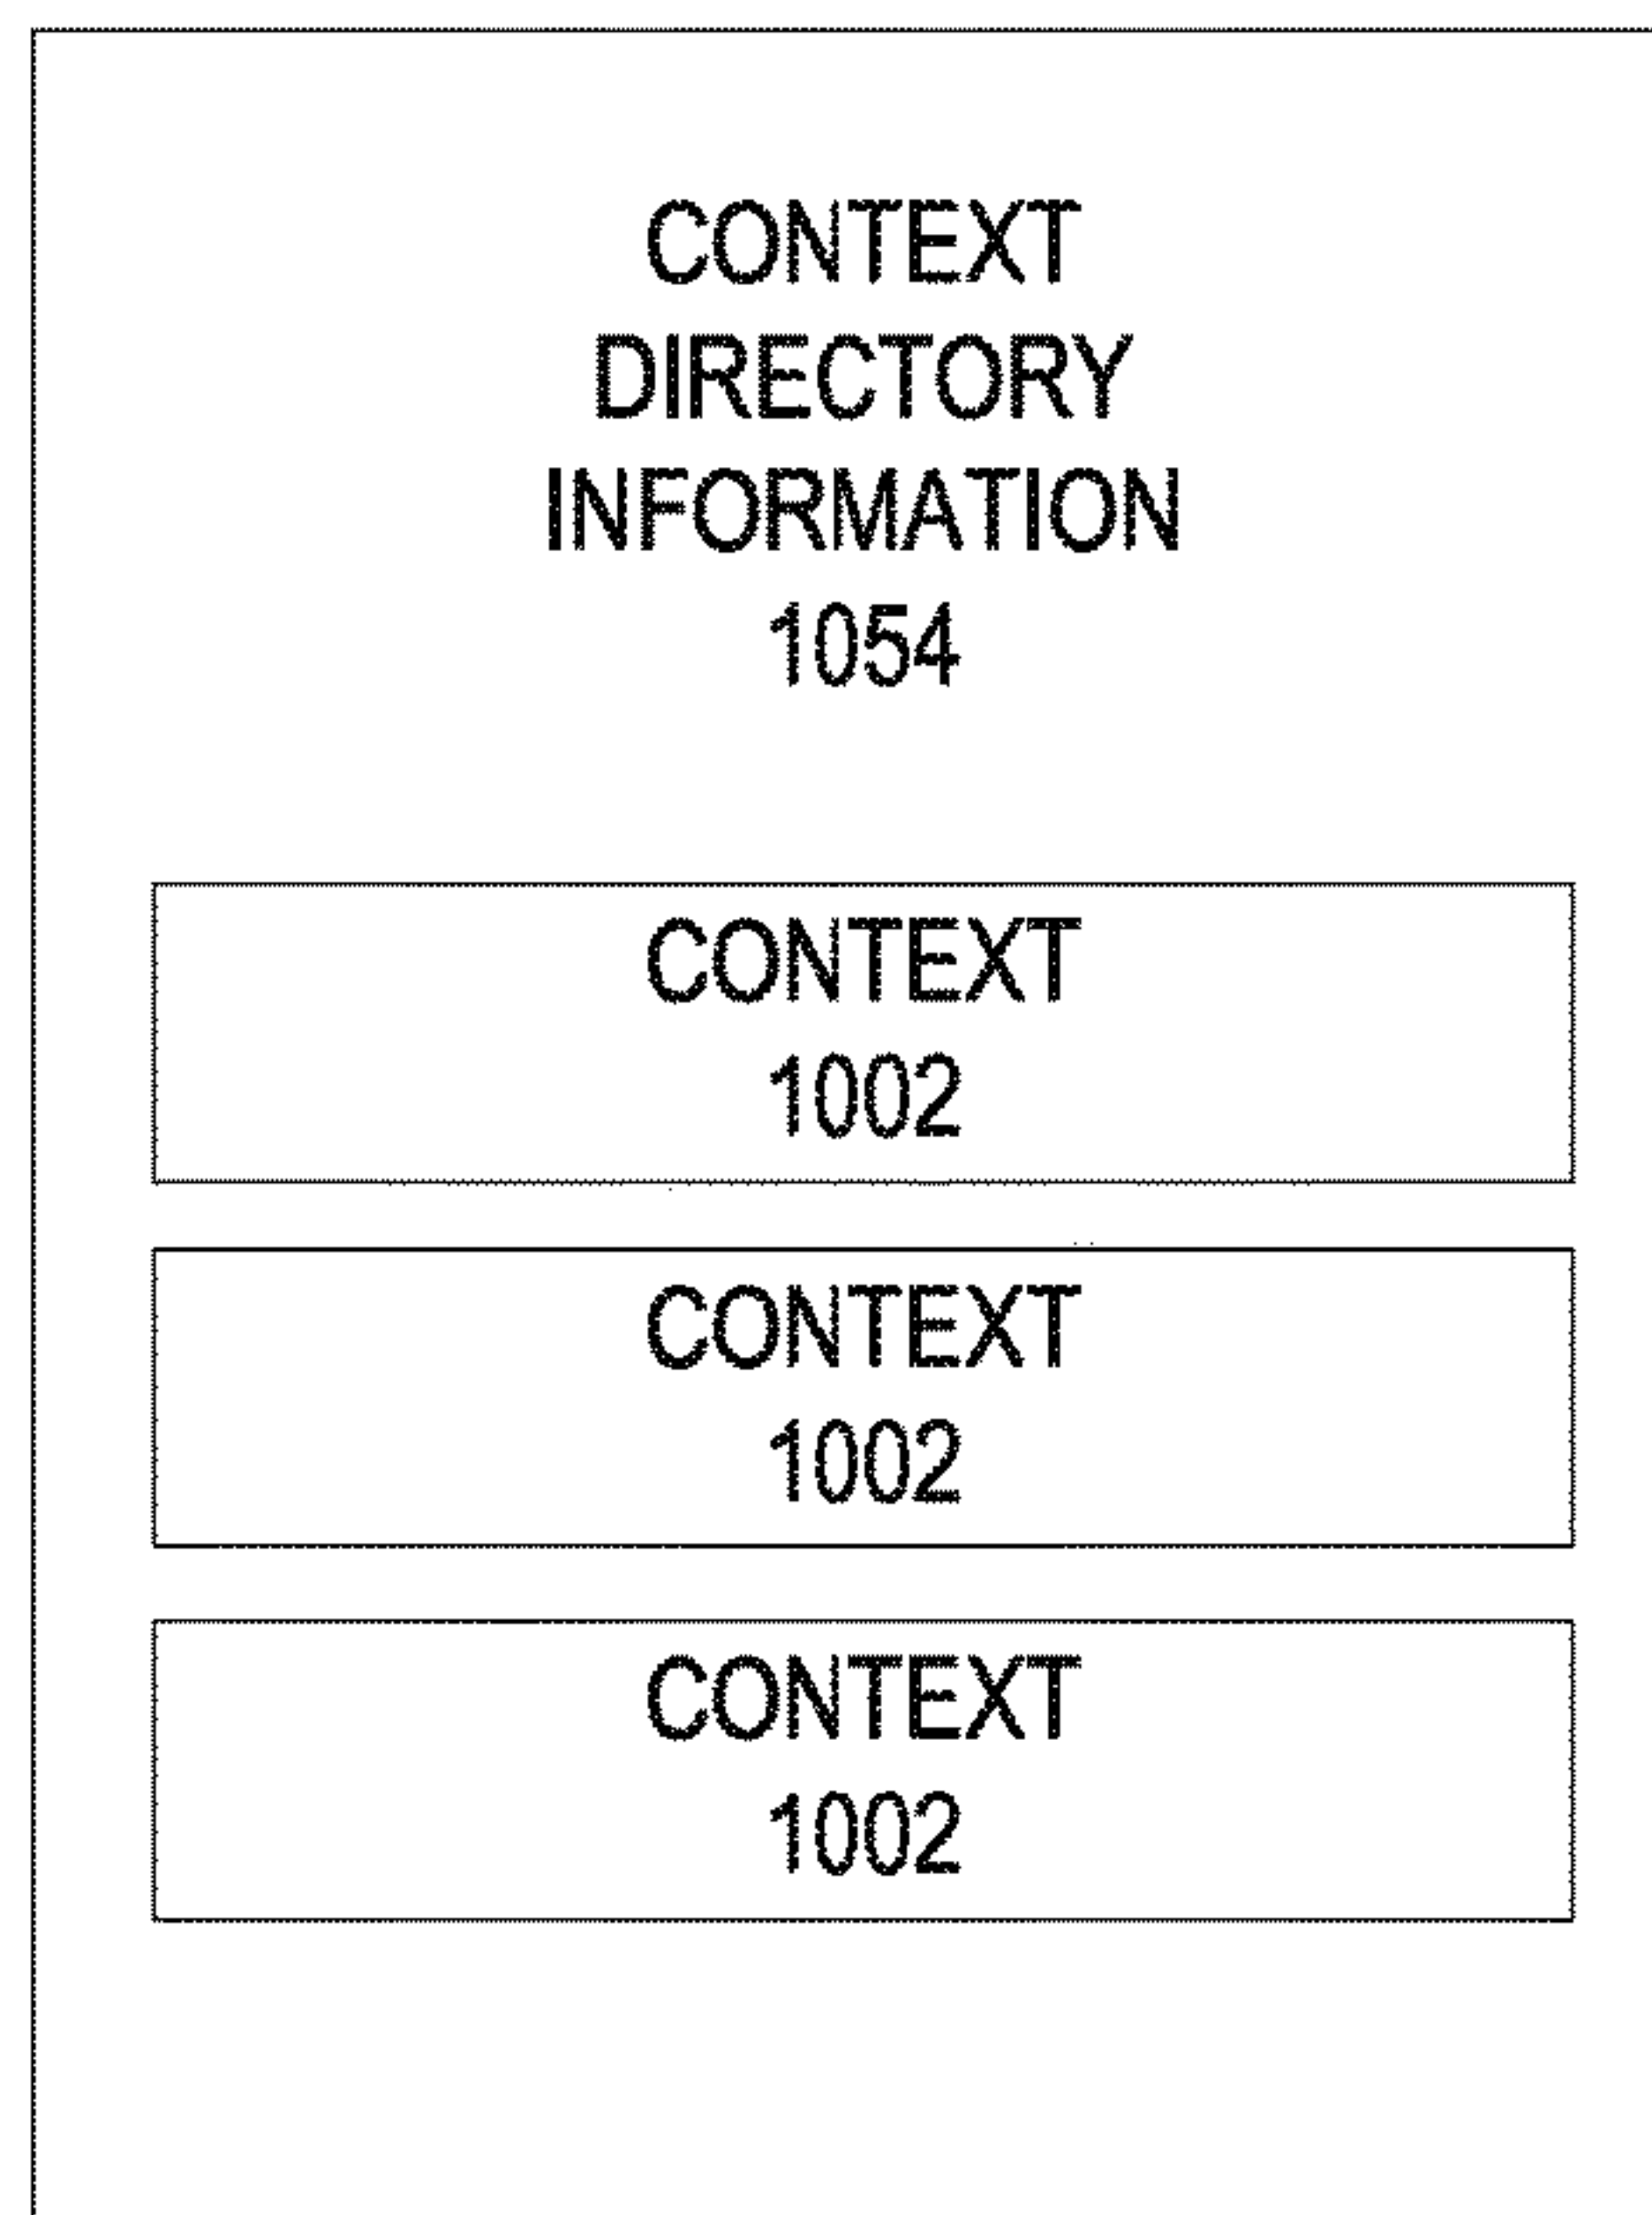 CONTEXT
DIRECTORY
INFORMATION
1054
CONTEXT
1002
CONTEXT
1002
CONTEXT
1002